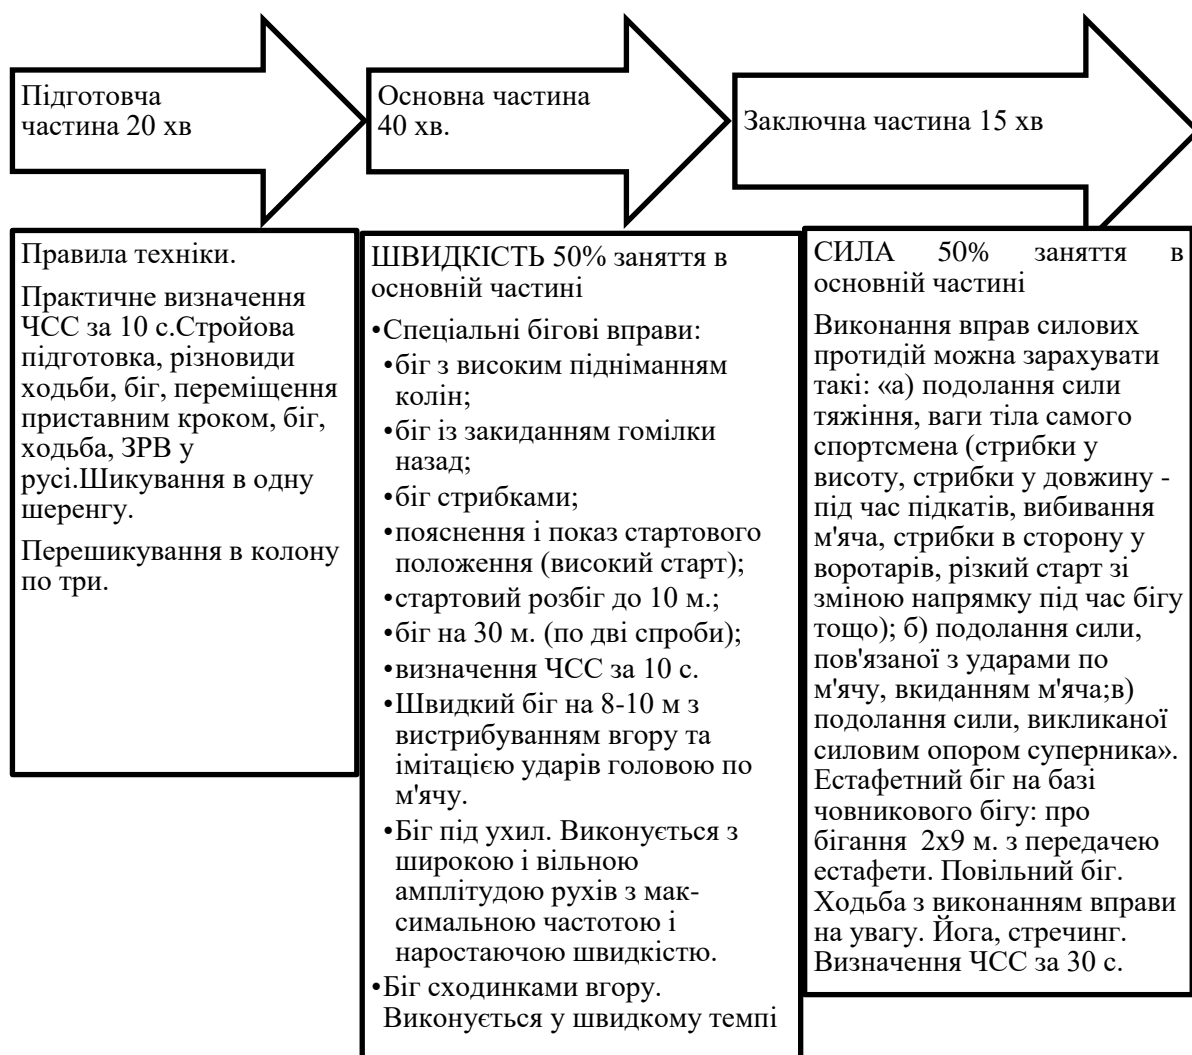 Підготовча
частина 20 хв
Основна частина
40 хв.
Заключна частина 15 хв
Правила техніки.
Практичне визначення
ЧСС за 10 с.Стройова
підготовка, різновиди
ходьби, біг, переміщення
приставним кроком, біг,
ходьба, ЗРВ у
русі.Шикування в одну
шеренгу.
Перешикування в колону
по три.
ШВИДКІСТЬ 50% заняття в
основній частині
•Спеціальні бігові вправи:
•біг з високим підніманням
колін;
•біг із закиданням гомілки
назад;
•біг стрибками;
•пояснення і показ стартового
положення (високий старт);
•стартовий розбіг до 10 м.;
•біг на 30 м. (по дві спроби);
•визначення ЧСС за 10 с.
•Швидкий біг на 8-10 м з
вистрибуванням вгору та
імітацією ударів головою по
м'ячу.
•Біг під ухил. Виконується з
широкою і вільною
амплітудою рухів з мак-
симальною частотою і
наростаючою швидкістю.
•Біг сходинками вгору.
Виконується у швидкому темпі
СИЛА 50% заняття в
основній частині
Виконання вправ силових
протидій можна зарахувати
такі: «а) подолання сили
тяжіння, ваги тіла самого
спортсмена (стрибки у
висоту, стрибки у довжину -
під час підкатів, вибивання
м'яча, стрибки в сторону у
воротарів, різкий старт зі
зміною напрямку під час бігу
тощо); б) подолання сили,
пов'язаної з ударами по
м'ячу, вкиданням м'яча;в)
подолання сили, викликаної
силовим опором суперника».
Естафетний біг на базі
човникового бігу: про
бігання 2х9 м. з передачею
естафети. Повільний біг.
Ходьба з виконанням вправи
на увагу. Йога, стречинг.
Визначення ЧСС за 30 с.